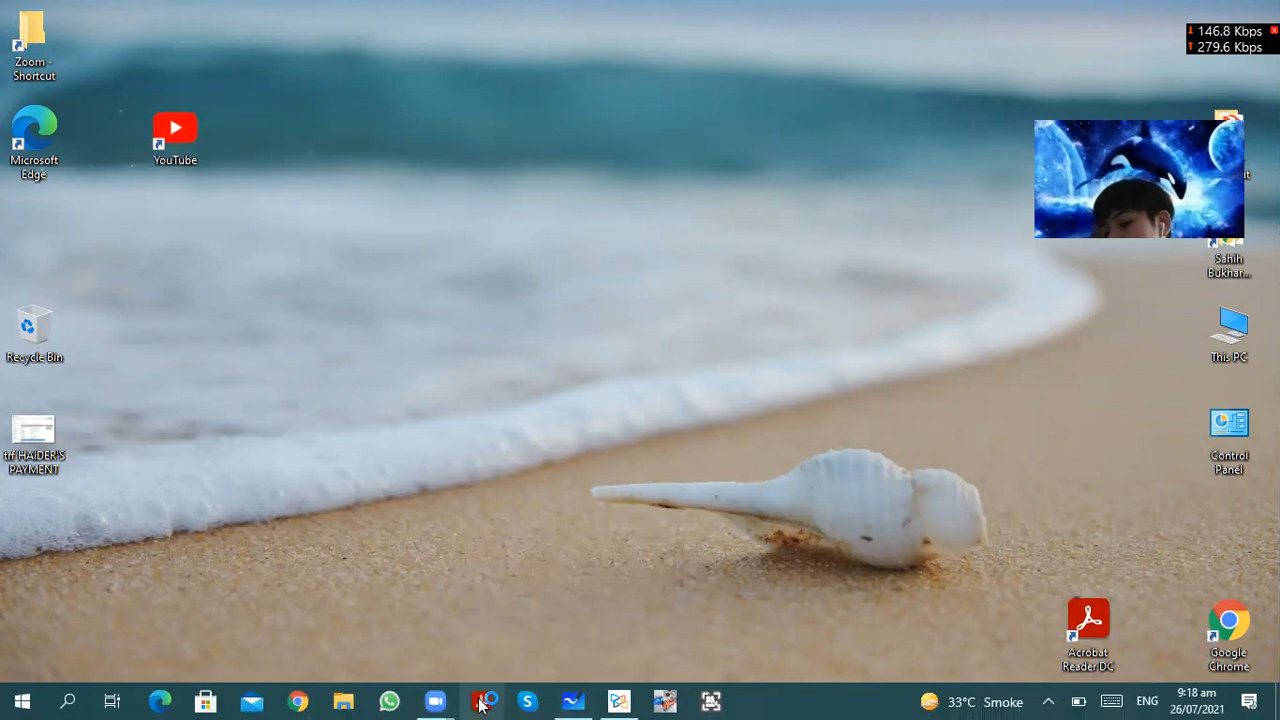 Zoom -
Shortcut
146.8 Kbps
279.6 Kbps
Microsoft
Edge
YouTube
Sahih
Bukhar...
Recycle Bin
This PC
trf HAIDER'S
PAYMENT
Control
Panel
Acrobat
Reader DC
Google
Chrome
33°C Smoke
ENG
9:18 am
26/07/2021